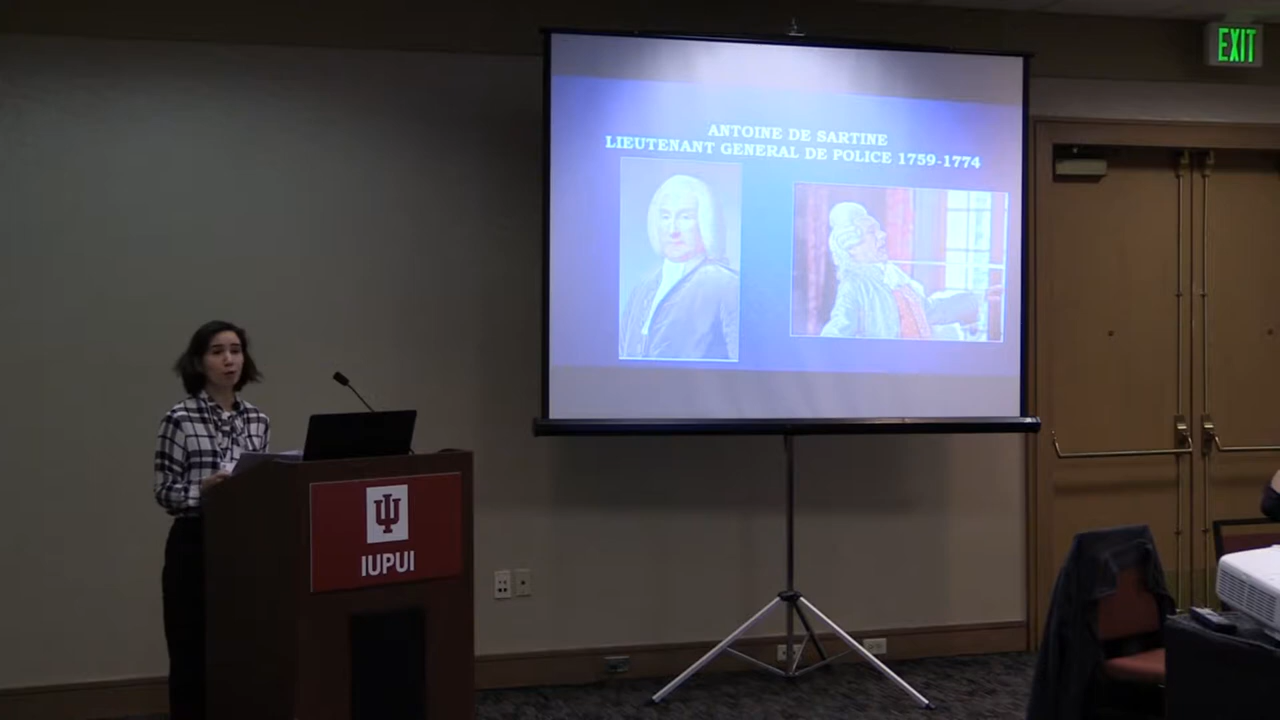 EXIT
ANTOINE DE SARTINE
LIEUTENANT GENERAL DE POLICE 1759-1774
IUPUI